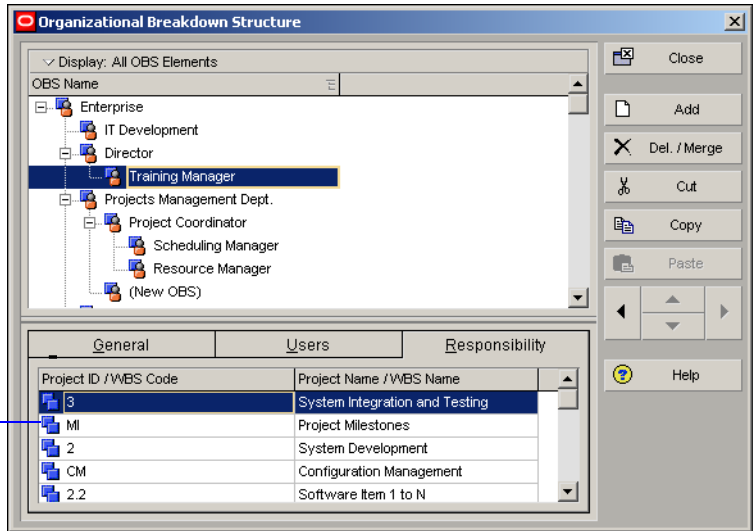 Organizational Breakdown Structure
Display: All OBS Elements
OBS Name
Enterprise
IT Development
Director
Training Manager
Projects Management Dept.
Project Coordinator
Scheduling Manager
Resource Manager
(New OBS)
Close
Add
Del. / Merge
Cut
Copy
Paste
Help
General Users Responsibility
Project ID / WBS Code Project Name / WBS Name
3 System Integration and Testing
MI Project Milestones
2 System Development
CM Configuration Management
2.2 Software Item 1 to N